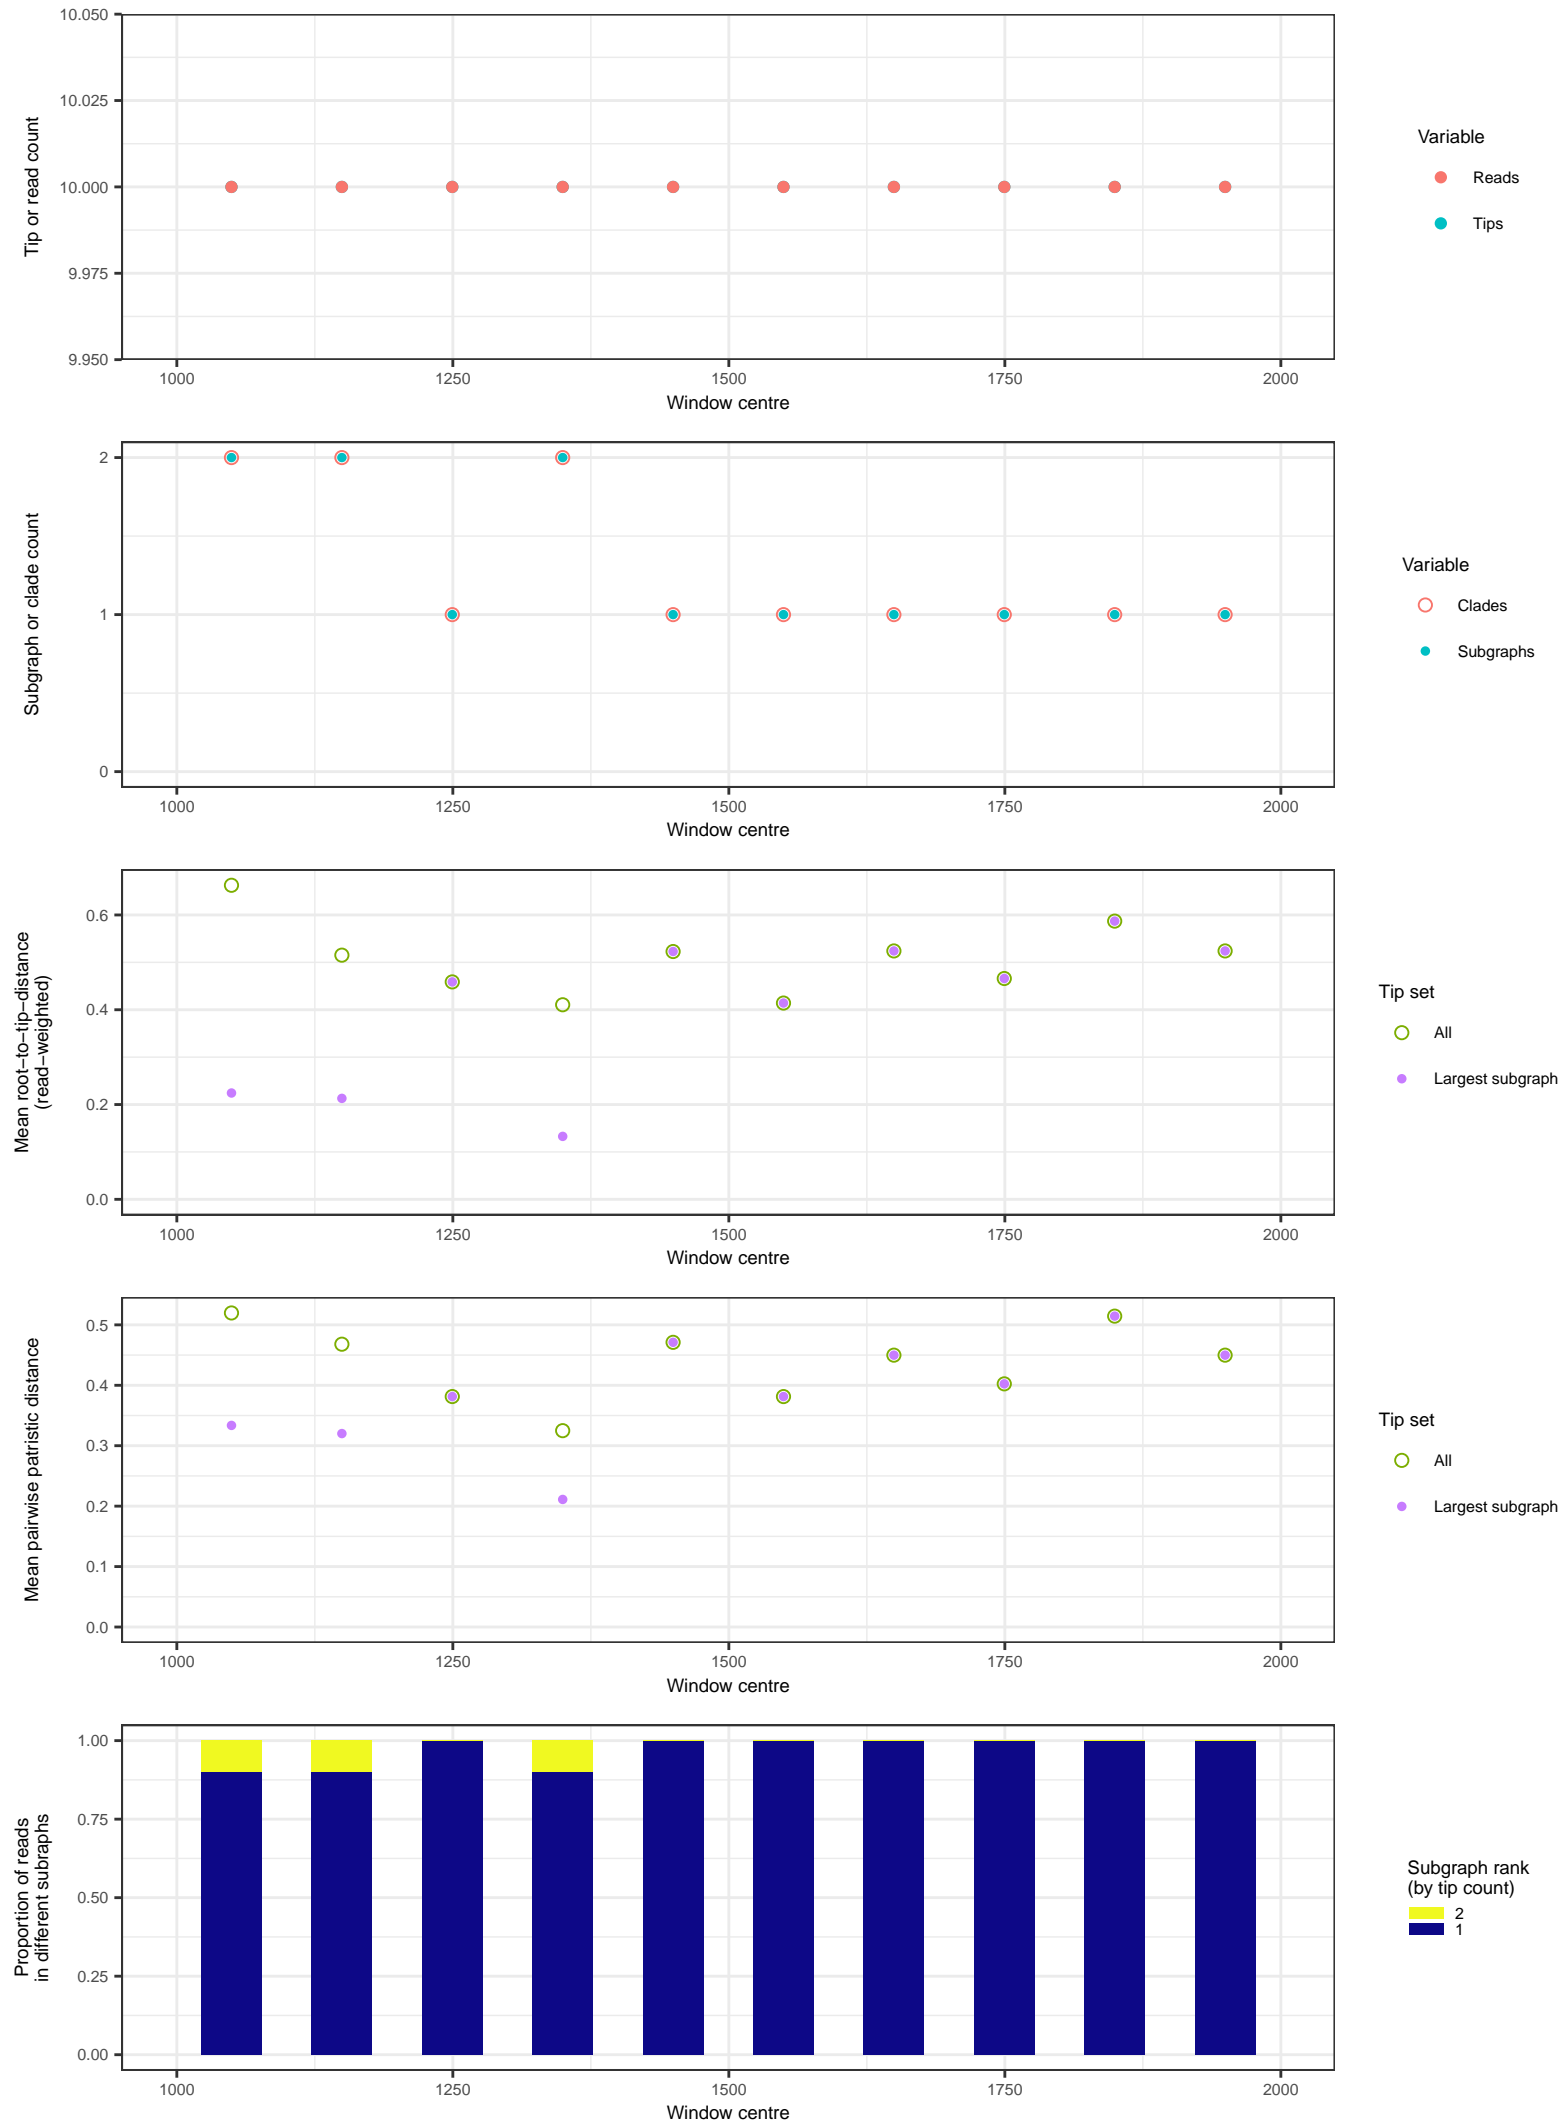 10.050
10.025
10.000
9.975
9.950
Tip or read count
1000 1250 1500 1750 2000
Window centre
Variable
Reads
Tips
2
1
0
Subgraph or clade count
1000 1250 1500 1750 2000
Window centre
Variable
Clades
Subgraphs
0.6
0.4
0.2
0.0
Mean root−to−tip−distance
(read−weighted)
1000 1250 1500 1750 2000
Window centre
Tip set
All
Largest subgraph
0.5
0.4
0.3
0.2
0.1
0.0
Mean pairwise patristic distance
1000 1250 1500 1750 2000
Window centre
Tip set
All
Largest subgraph
1.00
0.75
0.50
0.25
0.00
Proportion of reads
in different subraphs
1000 1250 1500 1750 2000
Window centre
Subgraph rank
(by tip count)
2
1